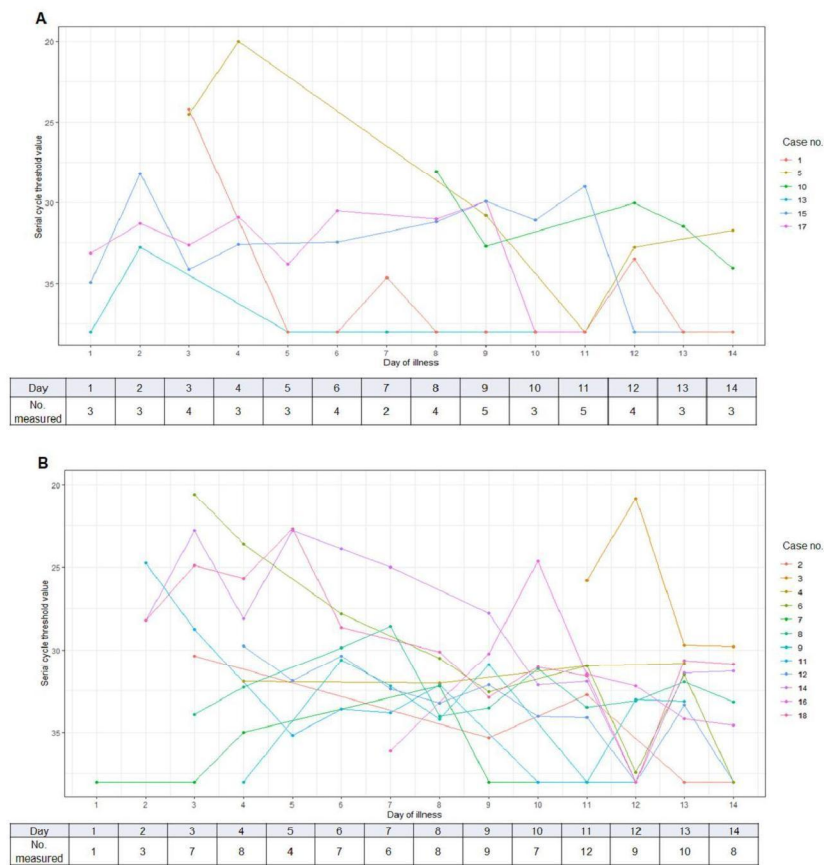 A
Serial cycle threshold value
20
25
30
35
1 2 3 4 5 6 7 8 9 10 11 12 13 14
Day of illness
Case no.
1
5
10
13
15
17
Day 1 2 3 4 5 6 7 8 9 10 11 12 13 14
No. measured 3 3 4 3 3 4 2 4 5 3 5 4 3 3
B
Serial cycle threshold value
20
25
30
35
1 2 3 4 5 6 7 8 9 10 11 12 13 14
Day of illness
Case no.
2
3
4
6
7
8
9
11
12
14
16
18
Day 1 2 3 4 5 6 7 8 9 10 11 12 13 14
No. measured 1 3 7 8 4 7 6 8 9 7 12 9 10 8